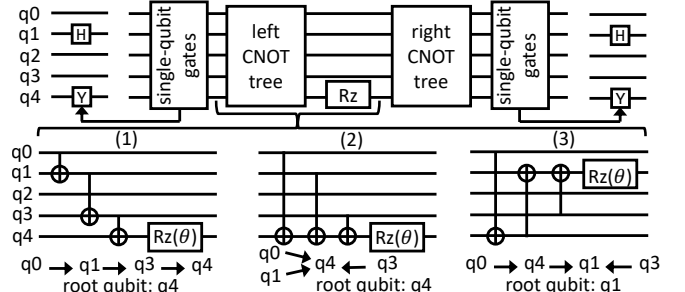 q0
q1 H
q2
q3
q4 Y
single-qubit gates
left CNOT tree
Rz
right CNOT tree
single-qubit gates
H
Y
(1) (2) (3)
q0
q1
q2
q3
q4 Rz(θ)
Rz(θ)
Rz(θ)
q0 → q1 → q3 → q4
root qubit: q4
q0
q1 → q4 ← q3
root qubit: q4
q0 → q4 → q1 ← q3
root qubit: q1